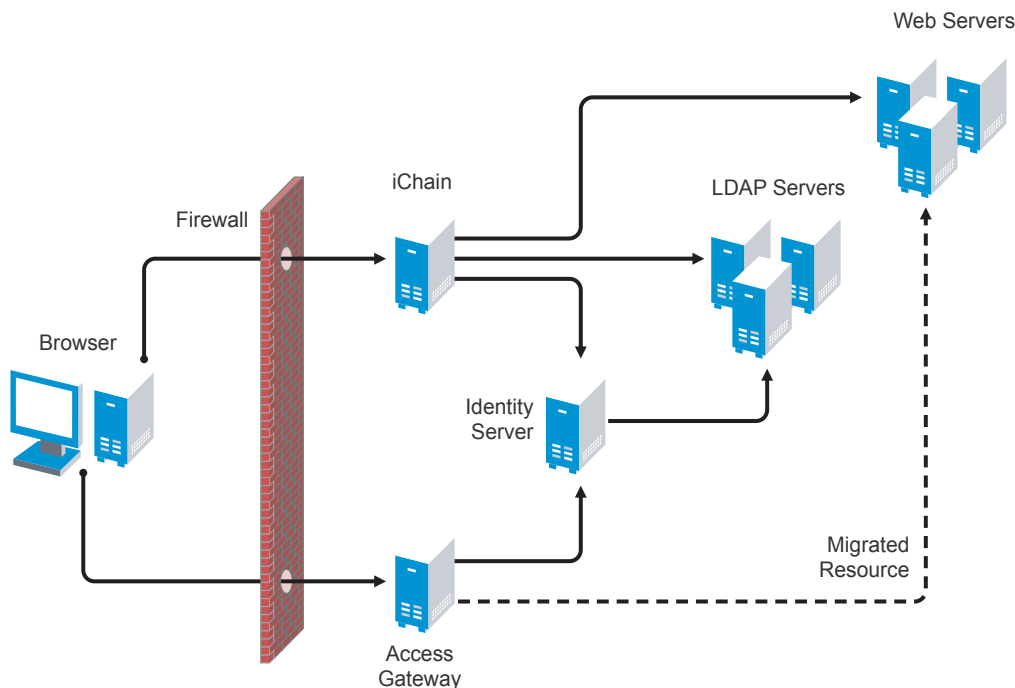 Web Servers
iChain
LDAP Servers
Firewall
Browser
Identity
Server
Migrated
Resource
Access
Gateway